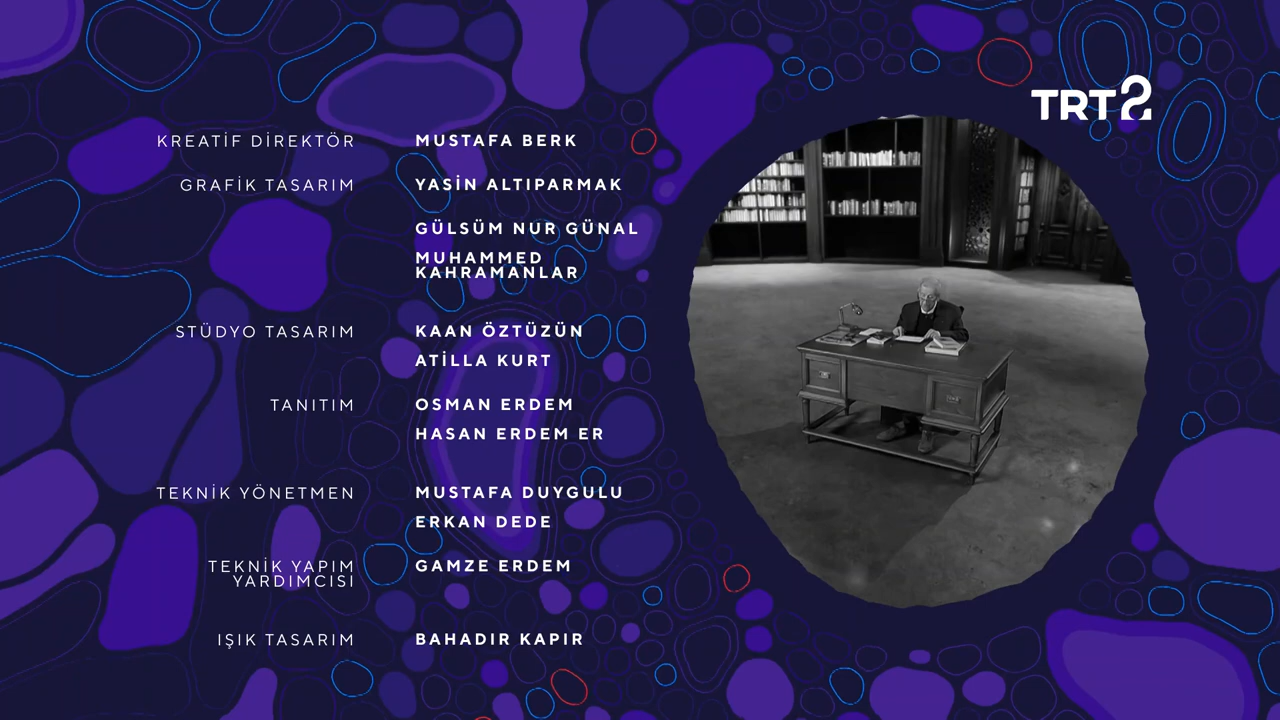 TRT2
KREATİF DİREKTÖR MUSTAFA BERK
GRAFİK TASARIM YASİN ALTIPARMAK
GÜLSÜM NUR GÜNAL
MUHAMMED
KAHRAMANLAR
STÜDYO TASARIM KAAN ÖZTÜZÜN
ATİLLA KURT
TANITIM OSMAN ERDEM
HASAN ERDEM ER
TEKNİK YÖNETMEN MUSTAFA DUYGULU
ERKAN DEDE
TEKNİK YAPIM GAMZE ERDEM
YARDIMCISI
IŞIK TASARIM BAHADIR KAPIR